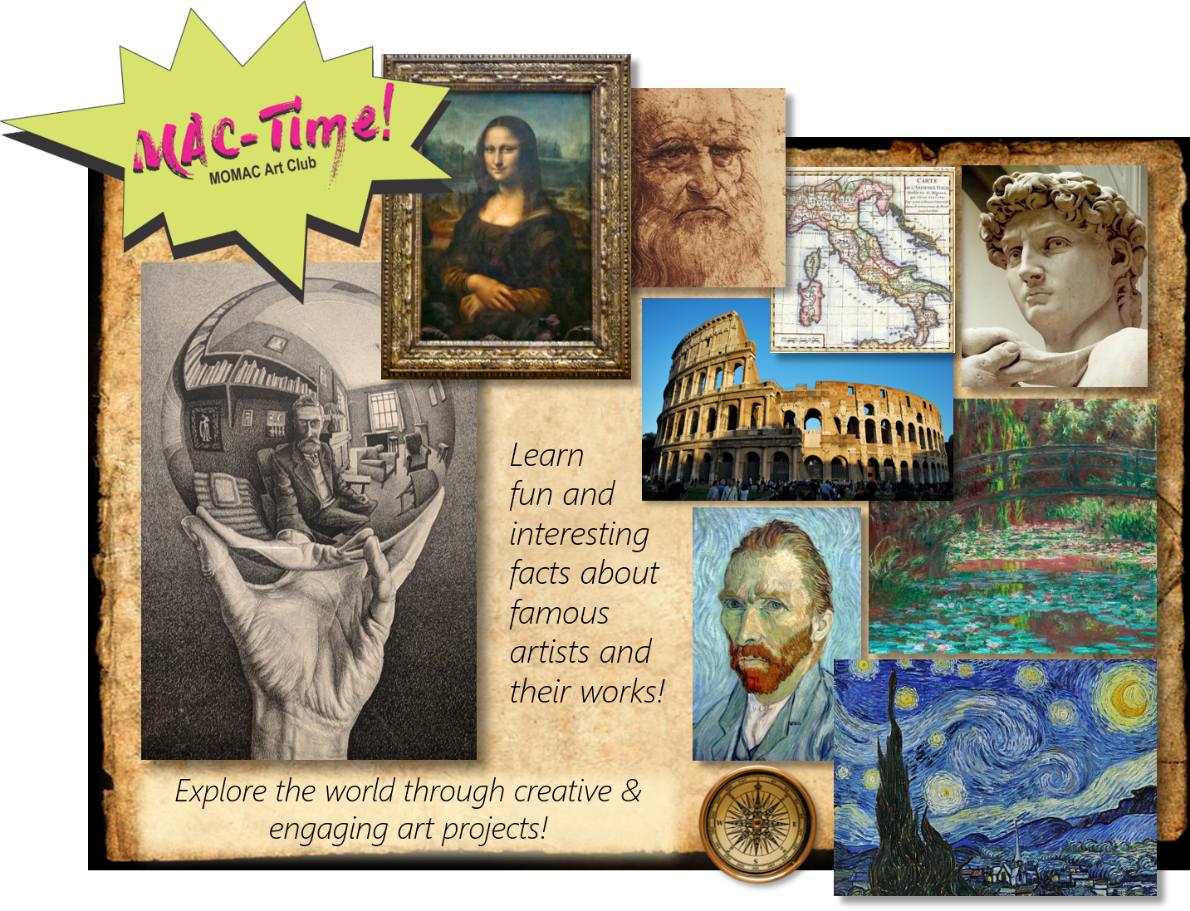 MAC-Time!
MOMAC Art Club
CARTE
Learn
fun and
interesting
facts about
famous
artists and
their works!
Explore the world through creative &
engaging art projects!
N
E
S
W